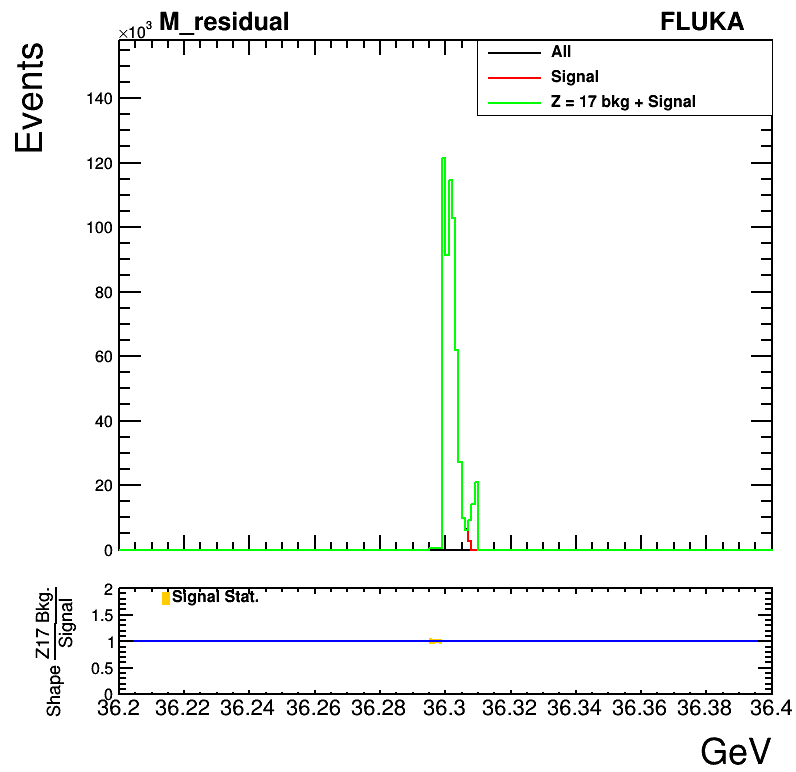 ×10³ M_residual FLUKA
Events
All
Signal
Z = 17 bkg + Signal
140
120
100
80
60
40
20
0
Shape Z17 Bkg. / Signal
Signal Stat.
2
1.5
1
0.5
0
36.2 36.22 36.24 36.26 36.28 36.3 36.32 36.34 36.36 36.38 36.4
GeV